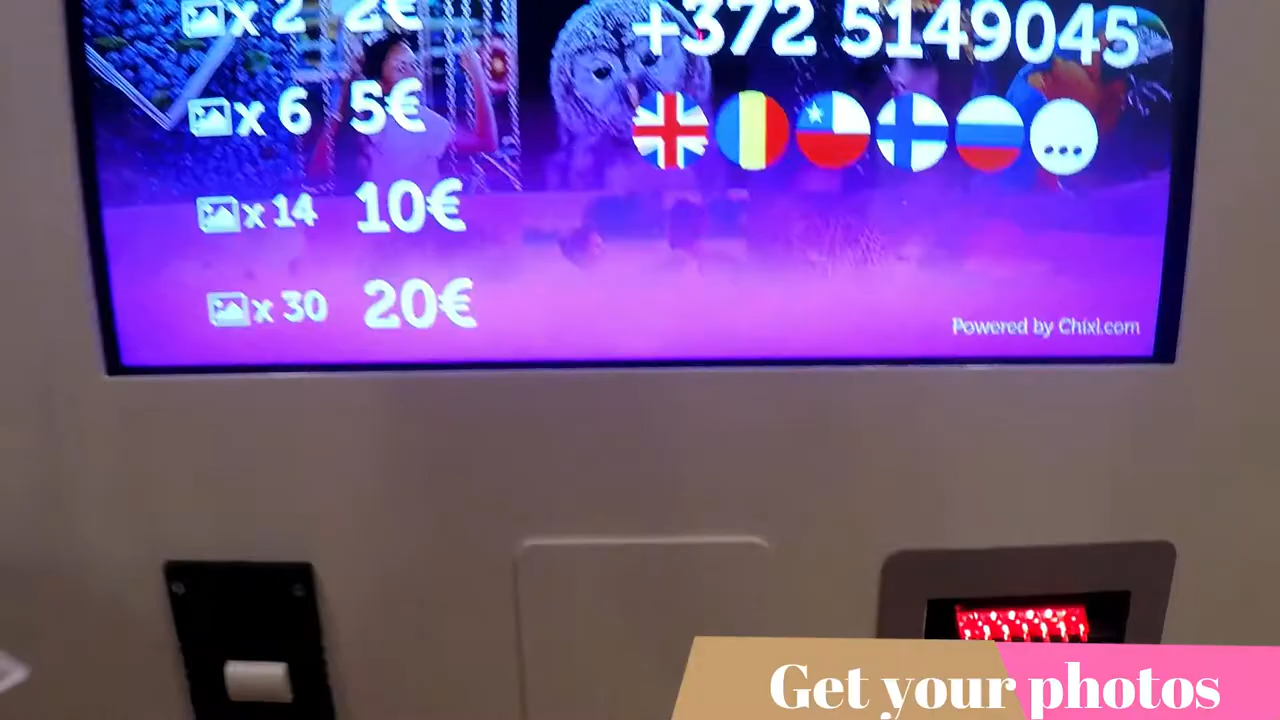 x 2 2€
+372 5149045
x 6 5€
x 14 10€
x 30 20€
Powered by Chixl.com
Get your photos